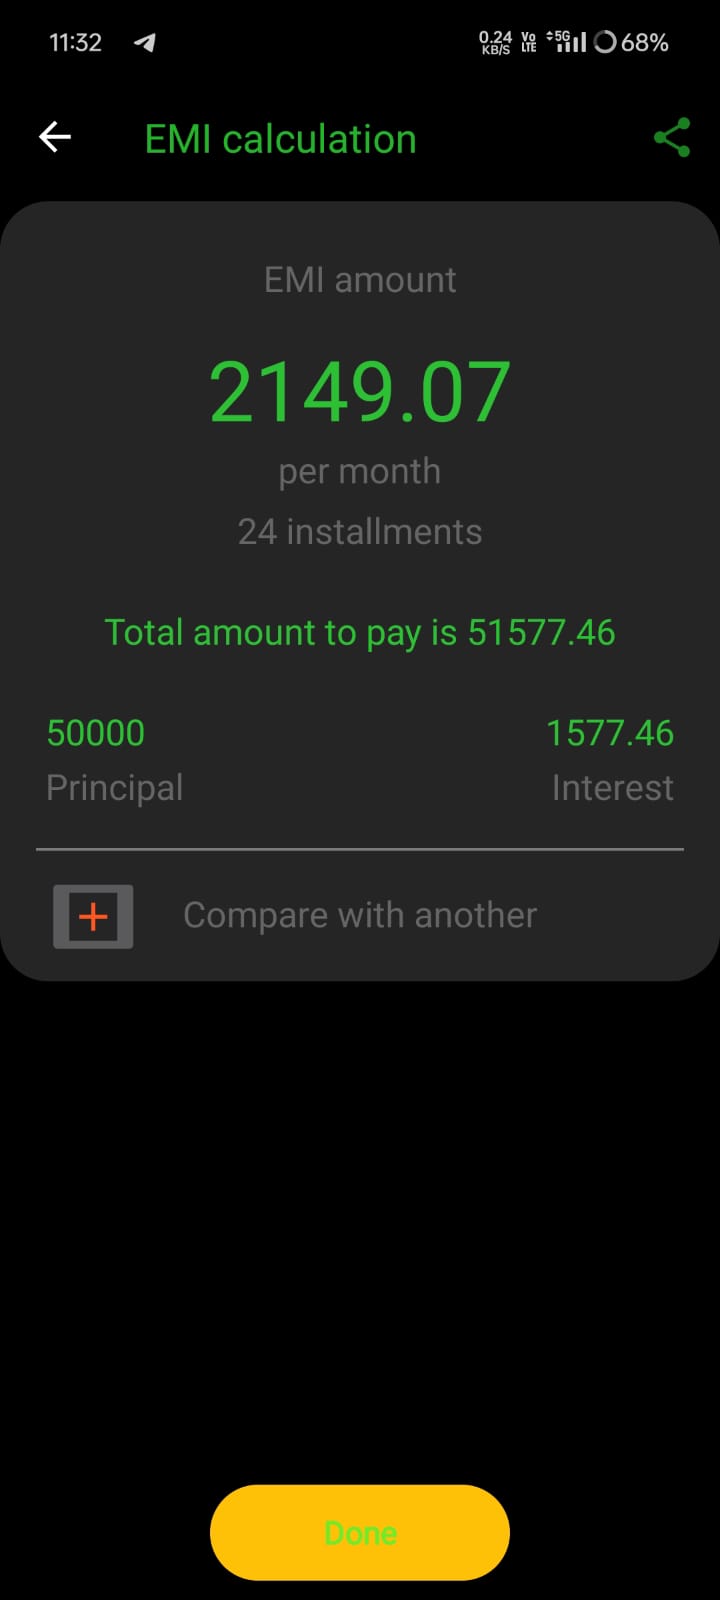 11:32 0.24 KB/S Vo LTE 5G 68%
EMI calculation
EMI amount
2149.07
per month
24 installments
Total amount to pay is 51577.46
50000 1577.46
Principal Interest
Compare with another
Done